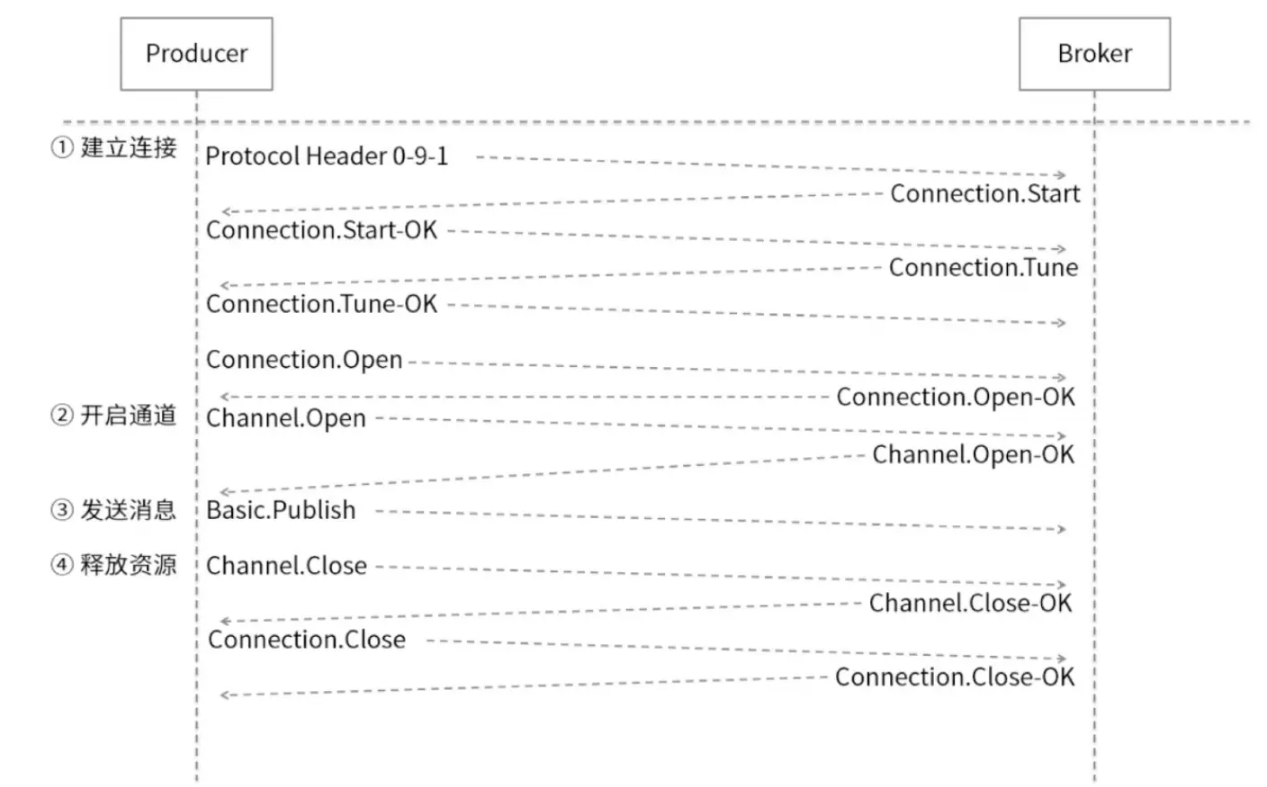 Producer
Broker
① 建立连接
Protocol Header 0-9-1
Connection.Start
Connection.Start-OK
Connection.Tune
Connection.Tune-OK
Connection.Open
Connection.Open-OK
② 开启通道
Channel.Open
Channel.Open-OK
③ 发送消息
Basic.Publish
④ 释放资源
Channel.Close
Channel.Close-OK
Connection.Close
Connection.Close-OK